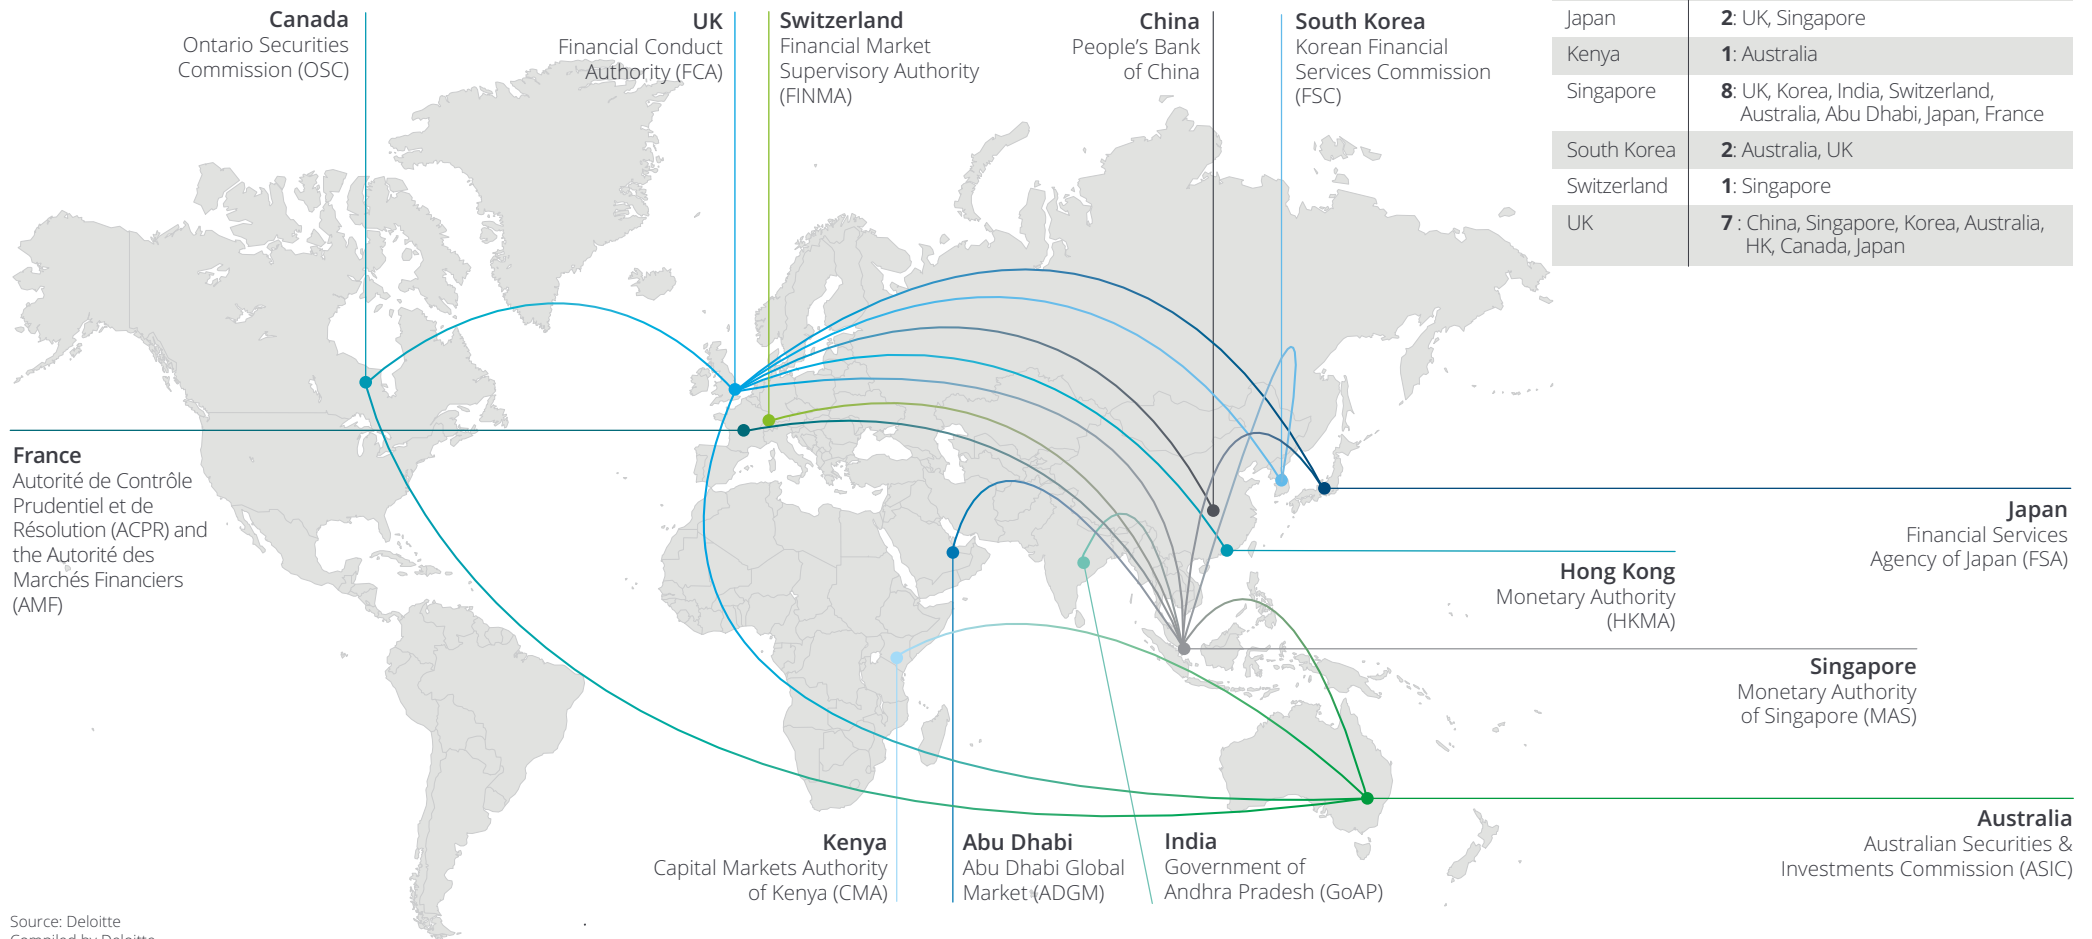 Canada
Ontario Securities
Commission (OSC)
UK
Financial Conduct
Authority (FCA)
Switzerland
Financial Market
Supervisory Authority
(FINMA)
China
People’s Bank
of China
South Korea
Korean Financial
Services Commission
(FSC)
Japan 2: UK, Singapore
Kenya 1: Australia
Singapore 8: UK, Korea, India, Switzerland,
Australia, Abu Dhabi, Japan, France
South Korea 2: Australia, UK
Switzerland 1: Singapore
UK 7 : China, Singapore, Korea, Australia,
HK, Canada, Japan
France
Autorité de Contrôle
Prudentiel et de
Résolution (ACPR) and
the Autorité des
Marchés Financiers
(AMF)
Japan
Financial Services
Agency of Japan (FSA)
Hong Kong
Monetary Authority
(HKMA)
Singapore
Monetary Authority
of Singapore (MAS)
Australia
Australian Securities &
Investments Commission (ASIC)
Kenya
Capital Markets Authority
of Kenya (CMA)
Abu Dhabi
Abu Dhabi Global
Market (ADGM)
India
Government of
Andhra Pradesh (GoAP)
Source: Deloitte
Compiled by Deloitte